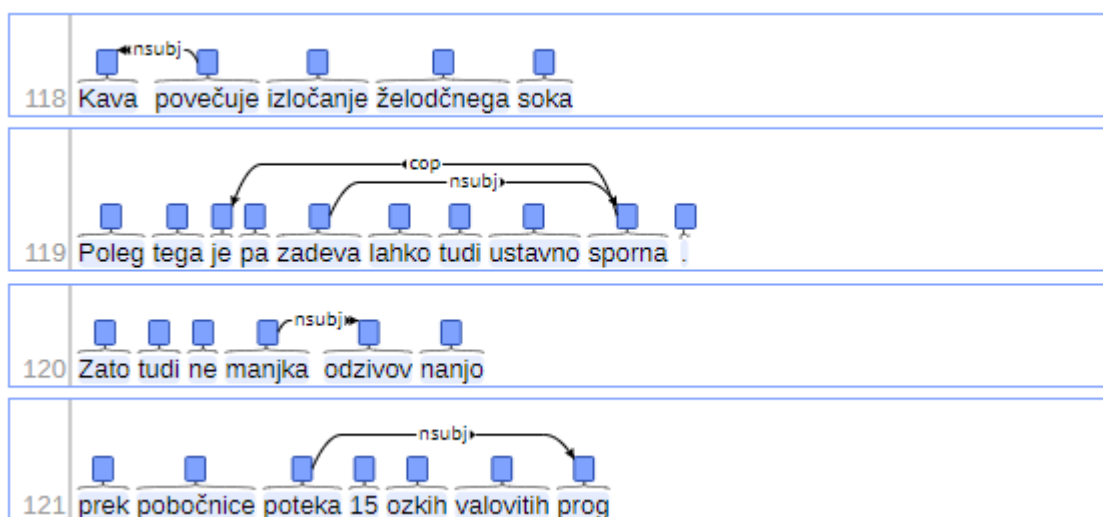 nsubj
118 Kava povečuje izločanje želodčnega soka
cop
nsubj
119 Poleg tega je pa zadeva lahko tudi ustavno sporna .
nsubj
120 Zato tudi ne manjka odzivov nanjo
nsubj
121 prek pobočnice poteka 15 ozkih valovitih prog